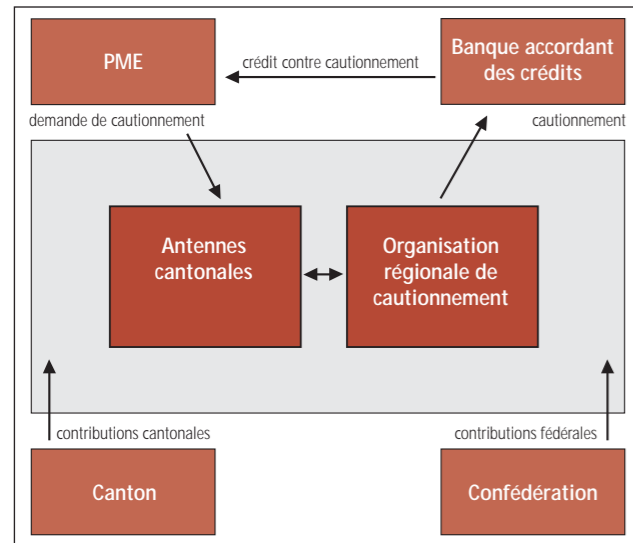 PME
crédit contre cautionnement
Banque accordant
des crédits
demande de cautionnement
cautionnement
Antennes
cantonales
Organisation
régionale de
cautionnement
contributions cantonales
contributions fédérales
Canton
Confédération